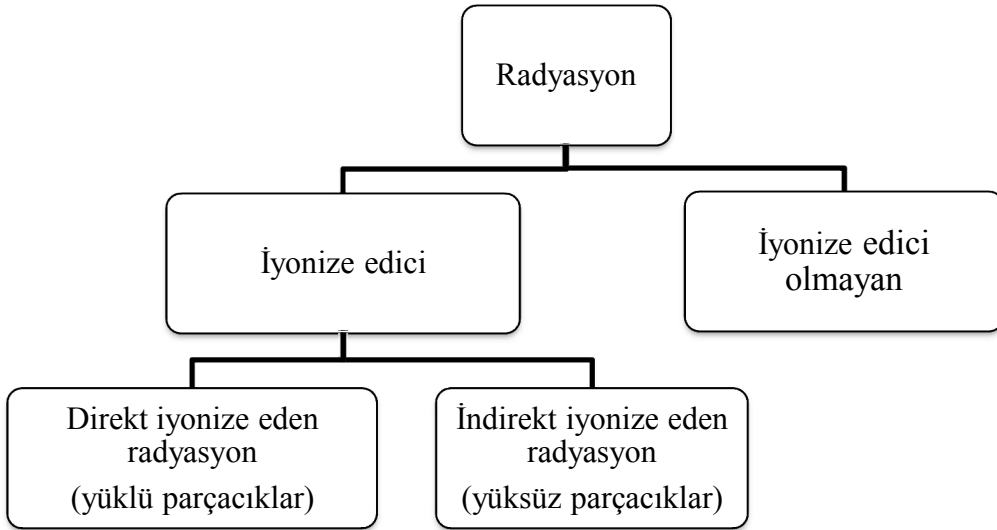 Radyasyon
İyonize edici
İyonize edici
olmayan
Direkt iyonize eden
radyasyon
(yüklü parçacıklar)
İndirekt iyonize eden
radyasyon
(yüksüz parçacıklar)